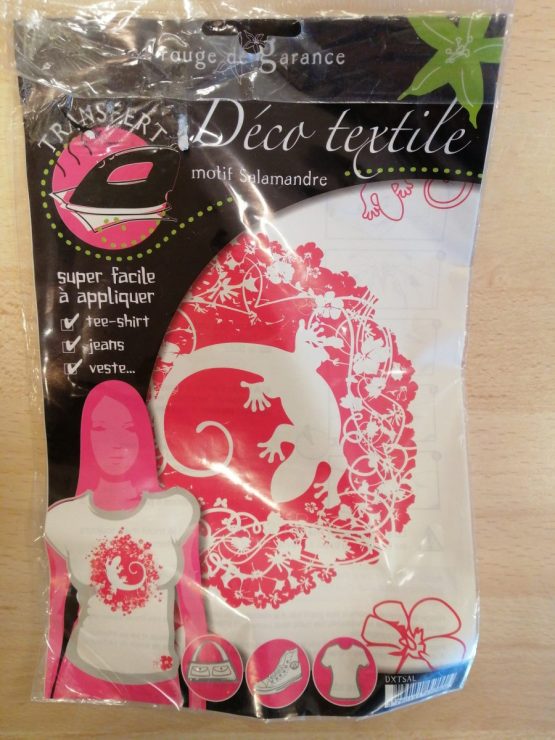 rouge de garance
TRANSFERT
Déco textile
motif Salamandre
super facile
à appliquer
tee-shirt
jeans
veste...
DXTSAL